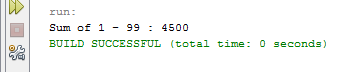 run:
Sum of 1 - 99 : 4500
BUILD SUCCESSFUL (total time: 0 seconds)